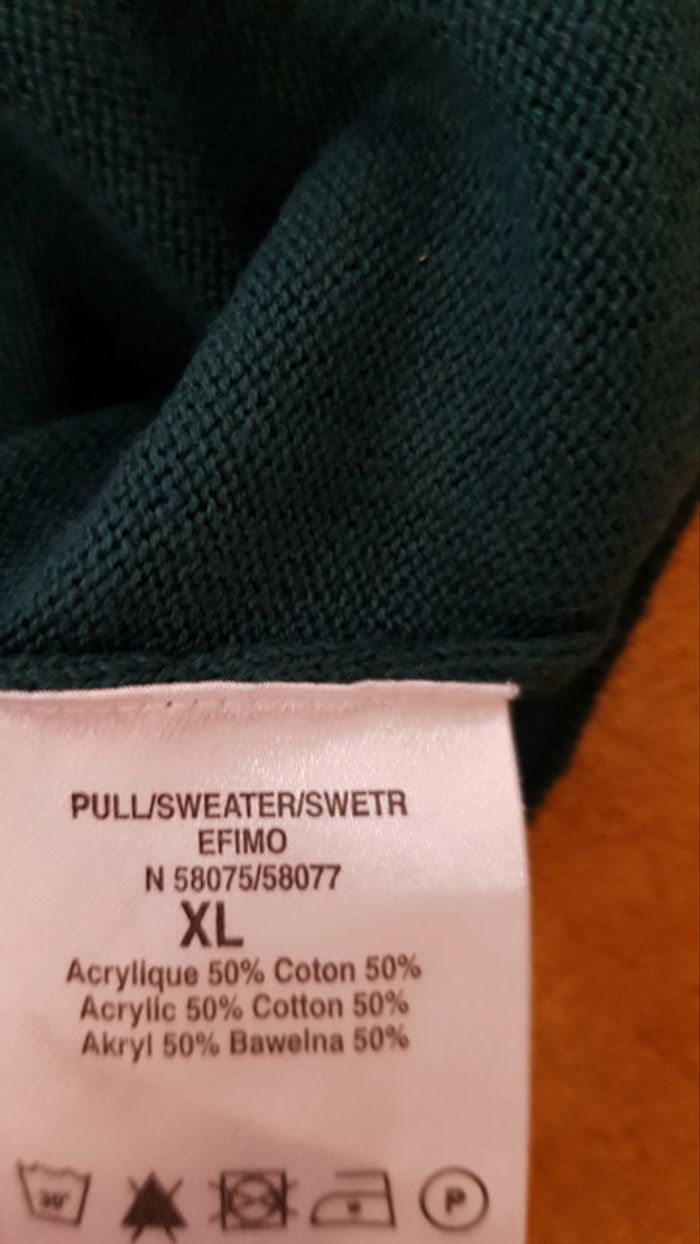 PULL/SWEATER/SWETR
EFIMO
N 58075/58077
XL
Acrylique 50% Coton 50%
Acrylic 50% Cotton 50%
Akryl 50% Bawelna 50%
30° P